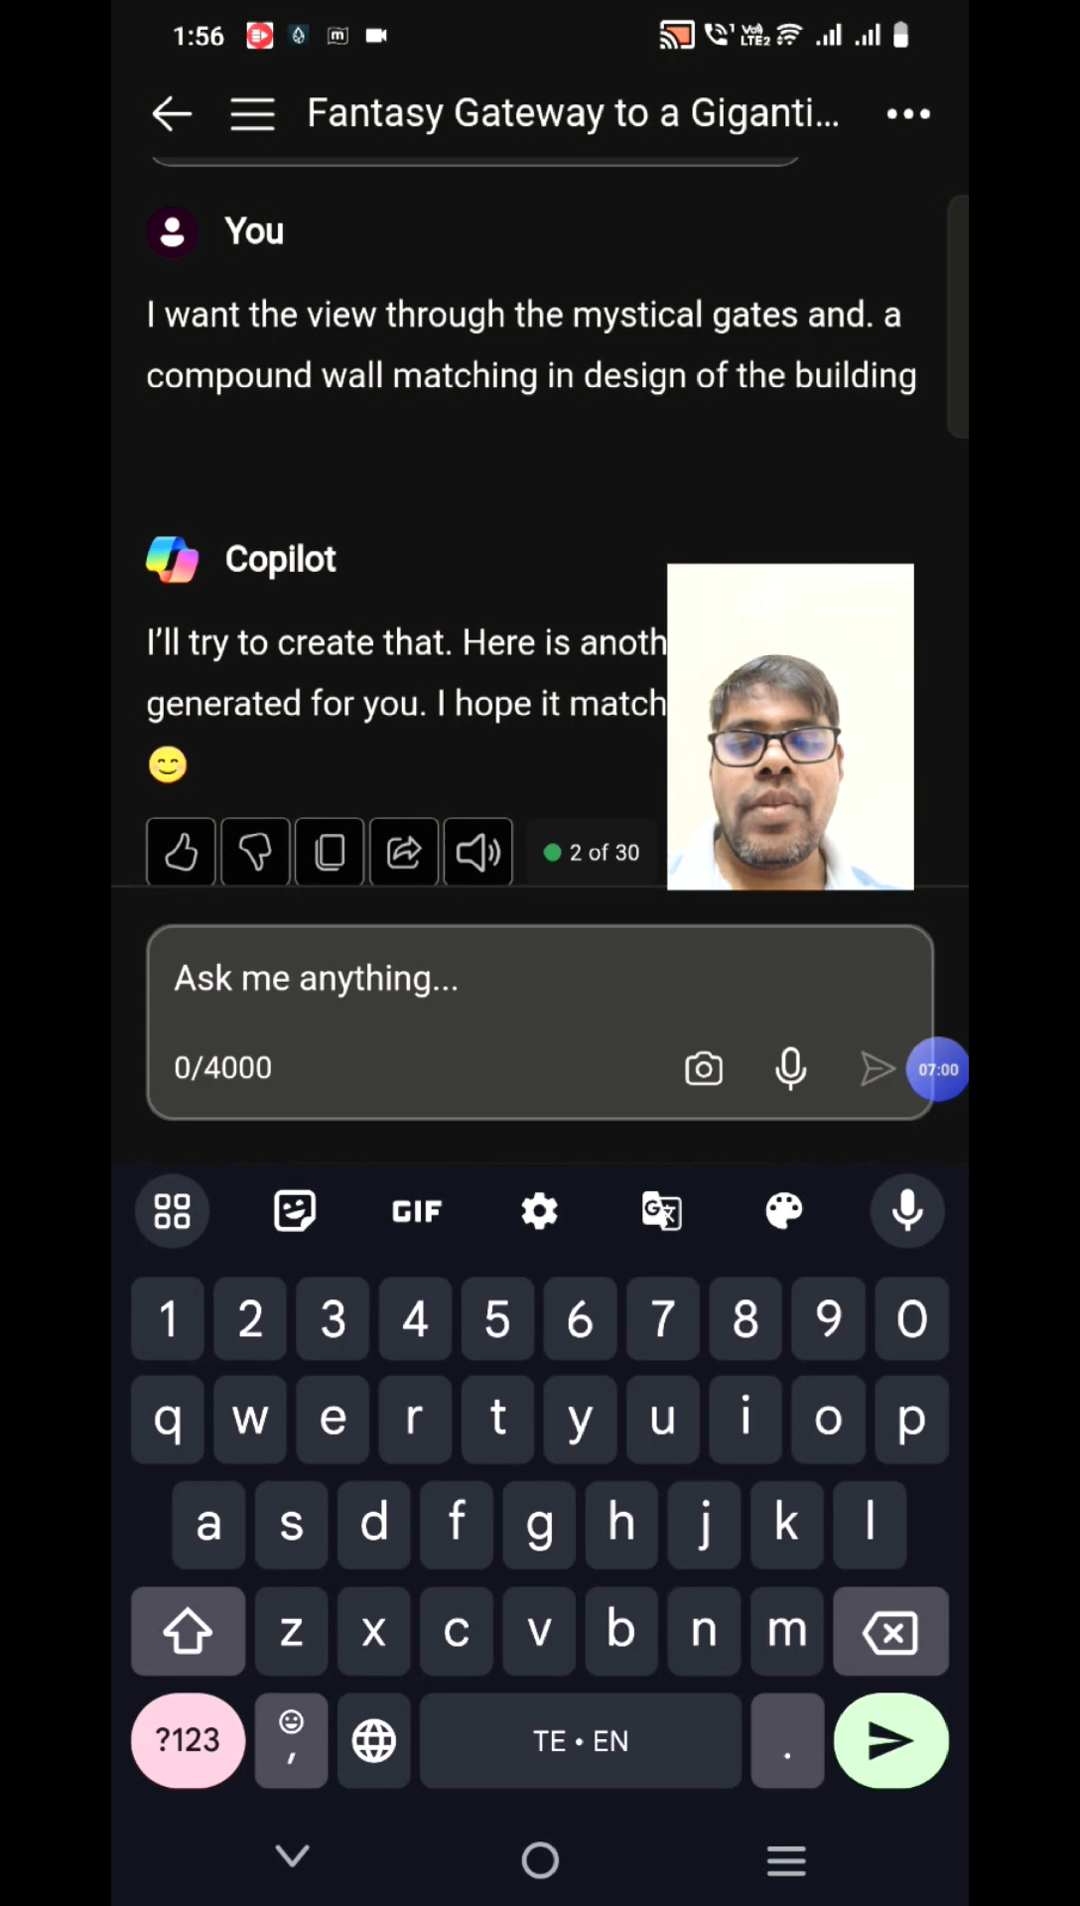 1:56
Vo) LTE2
Fantasy Gateway to a Giganti...
You
I want the view through the mystical gates and. a
compound wall matching in design of the building
Copilot
I'll try to create that. Here is anoth
generated for you. I hope it match
2 of 30
Ask me anything...
0/4000
07:00
GIF
1 2 3 4 5 6 7 8 9 0
q w e r t y u i o p
a s d f g h j k l
z x c v b n m
?123 , TE • EN .